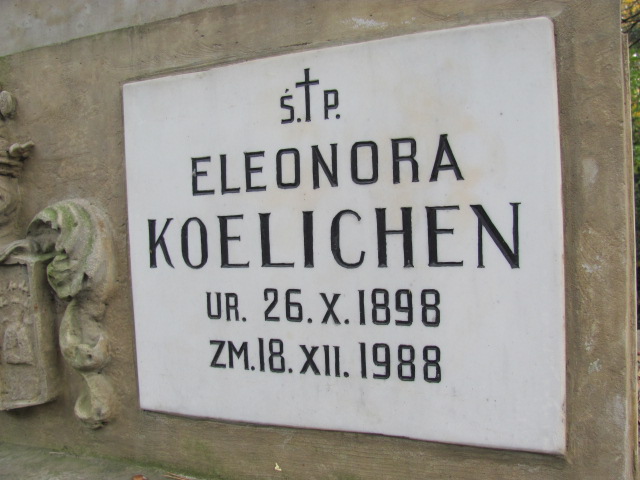 Ś.†P.
ELEONORA
KOELICHEN
UR. 26.X.1898
ZM.18.XII.1988